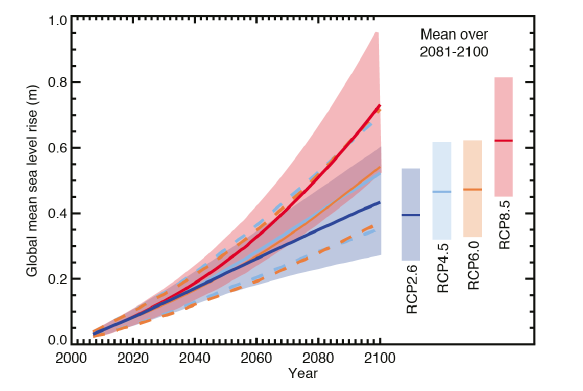 Global mean sea level rise (m)
1.0
0.8
0.6
0.4
0.2
0.0
2000 2020 2040 2060 2080 2100
Year
Mean over
2081-2100
RCP2.6
RCP4.5
RCP6.0
RCP8.5